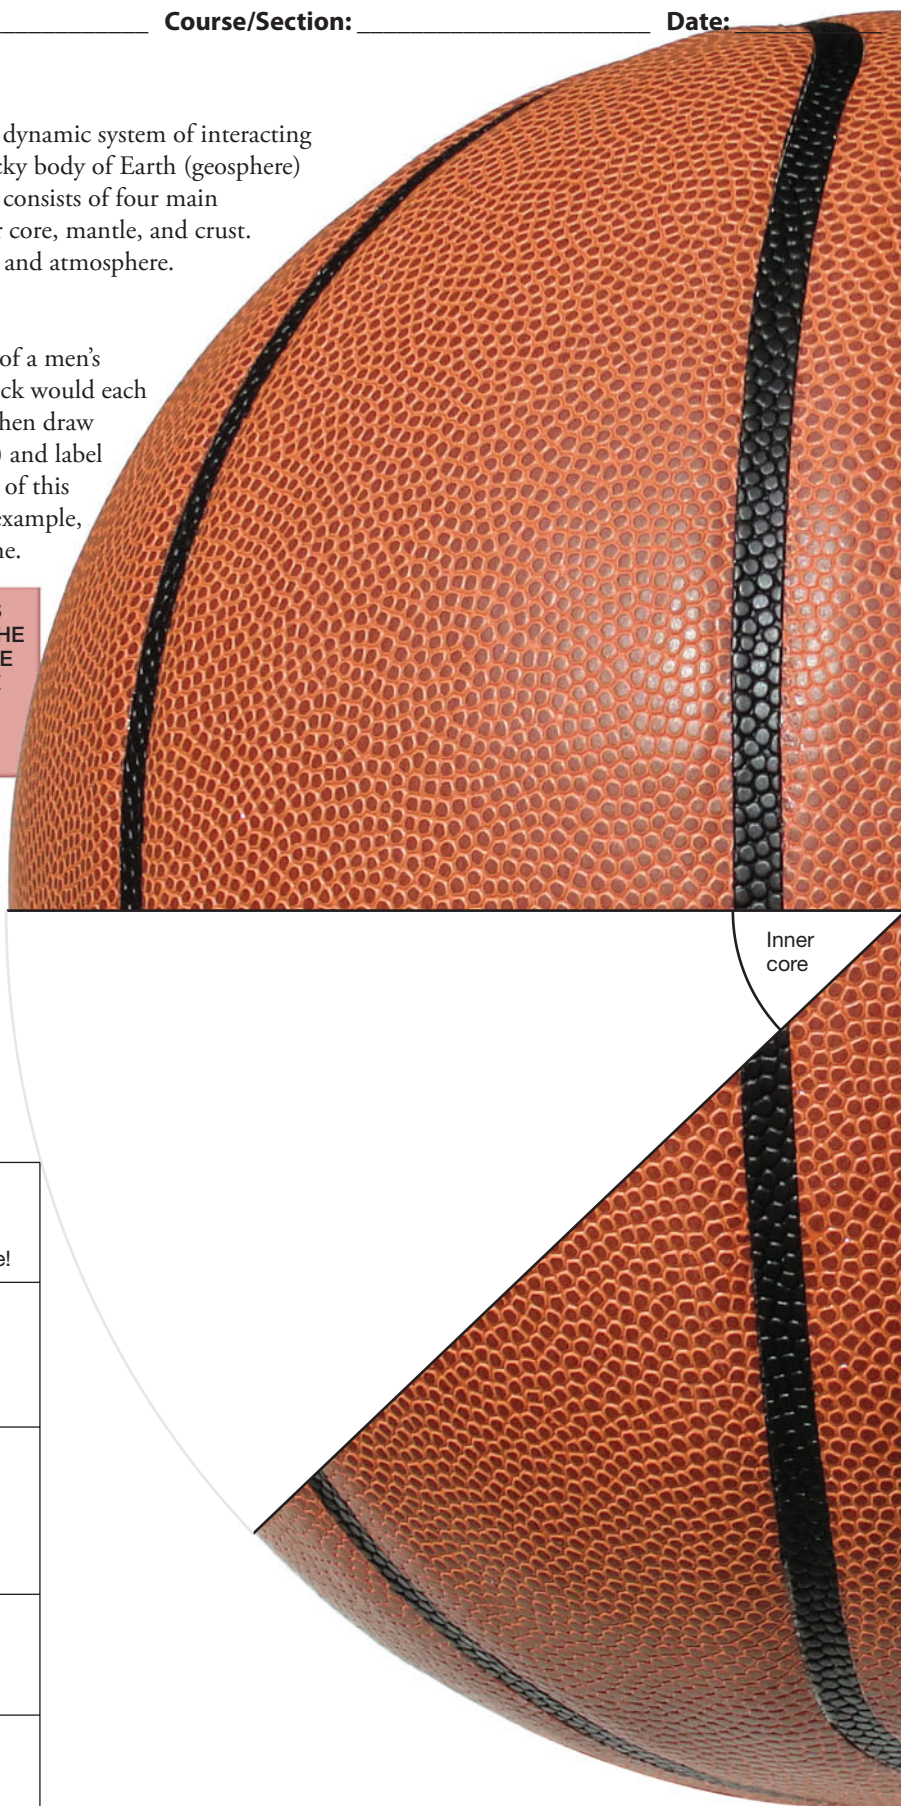 Course/Section: Date:
dynamic system of interacting
cky body of Earth (geosphere)
consists of four main
r core, mantle, and crust.
and atmosphere.
of a men's
ck would each
hen draw
) and label
of this
example,
ne.
S
HE
E
Inner
core
e!